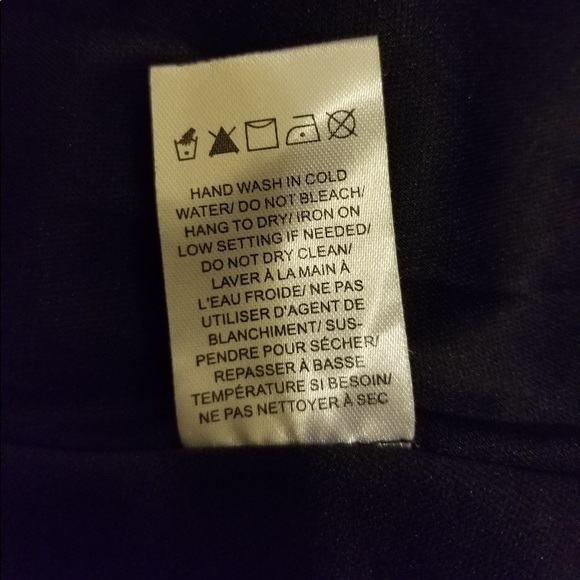 HAND WASH IN COLD
WATER/ DO NOT BLEACH/
HANG TO DRY/ IRON ON
LOW SETTING IF NEEDED/
DO NOT DRY CLEAN/
LAVER À LA MAIN À
L'EAU FROIDE/ NE PAS
UTILISER D'AGENT DE
BLANCHIMENT/ SUS-
PENDRE POUR SÉCHER/
REPASSER À BASSE
TEMPÉRATURE SI BESOIN/
NE PAS NETTOYER À SEC